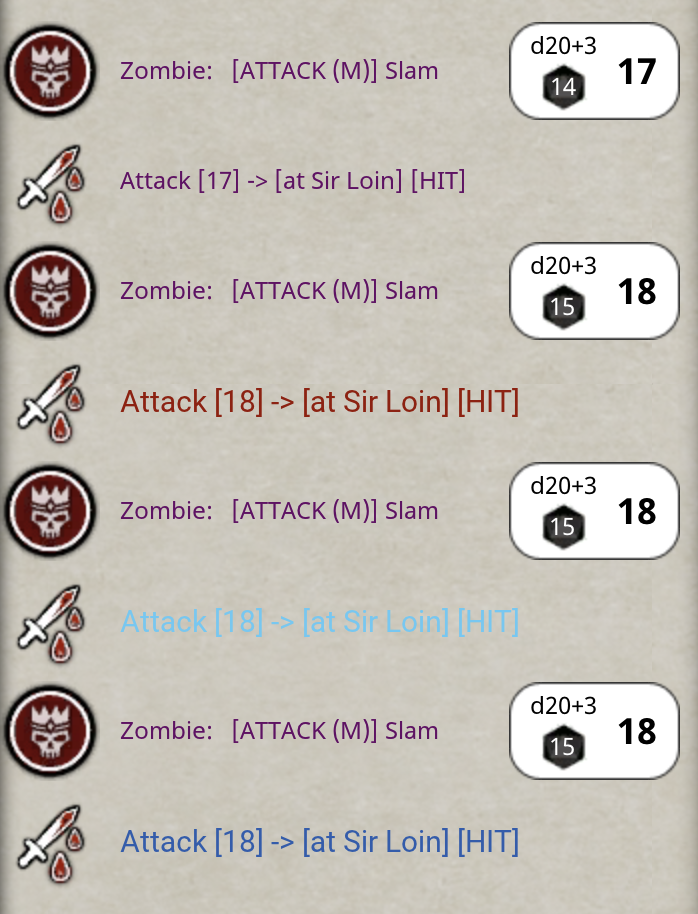 Zombie: [ATTACK (M)] Slam d20+3 14 17
Attack [17] -> [at Sir Loin] [HIT]
Zombie: [ATTACK (M)] Slam d20+3 15 18
Attack [18] -> [at Sir Loin] [HIT]
Zombie: [ATTACK (M)] Slam d20+3 15 18
Attack [18] -> [at Sir Loin] [HIT]
Zombie: [ATTACK (M)] Slam d20+3 15 18
Attack [18] -> [at Sir Loin] [HIT]